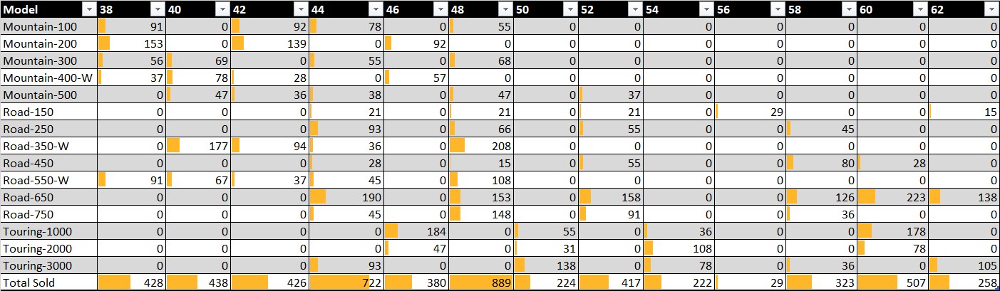 Model 38 40 42 44 46 48 50 52 54 56 58 60 62
Mountain-100 91 0 92 78 0 55 0 0 0 0 0 0 0
Mountain-200 153 0 139 0 92 0 0 0 0 0 0 0 0
Mountain-300 56 69 0 55 0 68 0 0 0 0 0 0 0
Mountain-400-W 37 78 28 0 57 0 0 0 0 0 0 0 0
Mountain-500 0 47 36 38 0 47 0 37 0 0 0 0 0
Road-150 0 0 0 21 0 21 0 21 0 29 0 0 15
Road-250 0 0 0 93 0 66 0 55 0 0 45 0 0
Road-350-W 0 177 94 36 0 208 0 0 0 0 0 0 0
Road-450 0 0 0 28 0 15 0 55 0 0 80 28 0
Road-550-W 91 67 37 45 0 108 0 0 0 0 0 0 0
Road-650 0 0 0 190 0 153 0 158 0 0 126 223 138
Road-750 0 0 0 45 0 148 0 91 0 0 36 0 0
Touring-1000 0 0 0 0 184 0 55 0 36 0 0 178 0
Touring-2000 0 0 0 0 47 0 31 0 108 0 0 78 0
Touring-3000 0 0 0 93 0 0 138 0 78 0 36 0 105
Total Sold 428 438 426 722 380 889 224 417 222 29 323 507 258